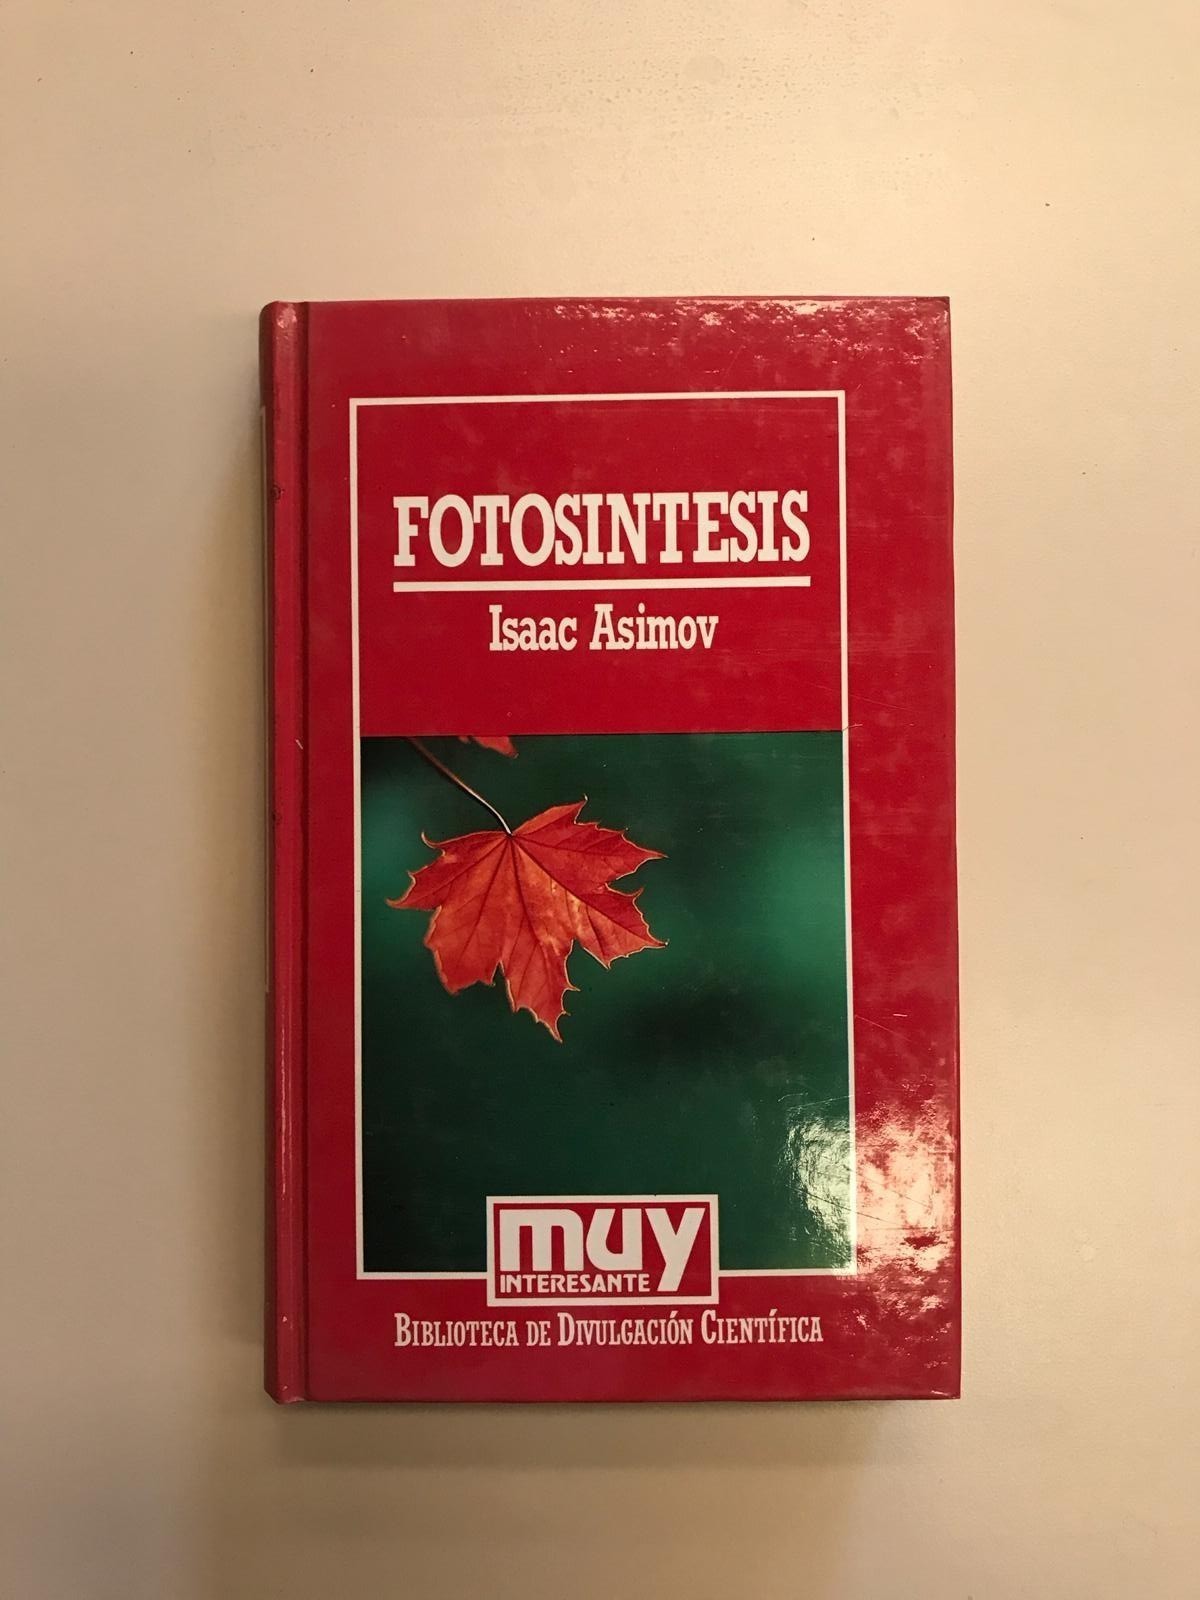 FOTOSINTESIS
Isaac Asimov
muy
INTERESANTE
BIBLIOTECA DE DIVULGACIÓN CIENTÍFICA